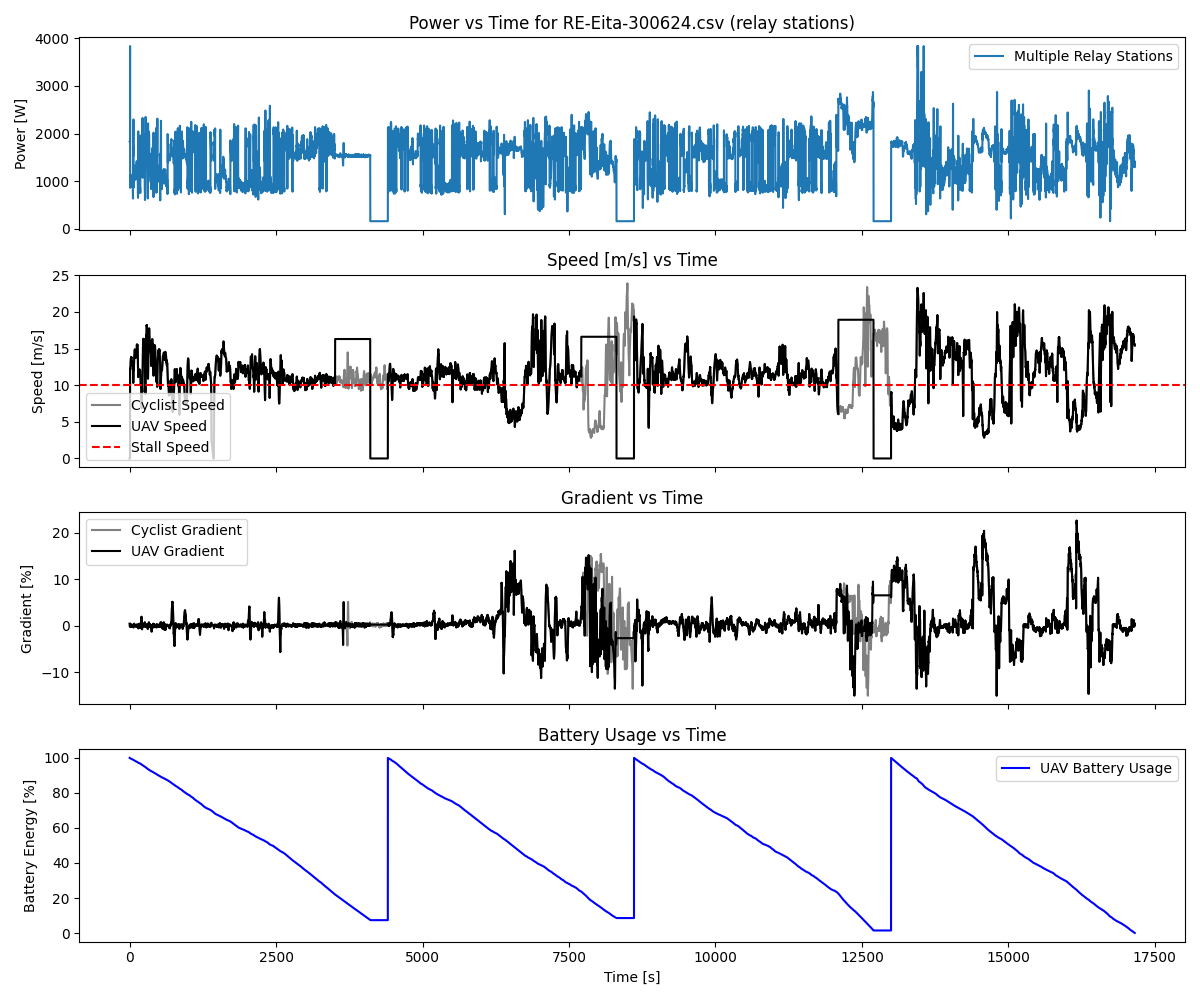 Power vs Time for RE-Eita-300624.csv (relay stations)
4000
3000
2000
1000
0
Power [W]
Multiple Relay Stations
Speed [m/s] vs Time
25
20
15
10
5
0
Speed [m/s]
Cyclist Speed
UAV Speed
Stall Speed
Gradient vs Time
20
10
0
−10
Gradient [%]
Cyclist Gradient
UAV Gradient
Battery Usage vs Time
100
80
60
40
20
0
Battery Energy [%]
UAV Battery Usage
0 2500 5000 7500 10000 12500 15000 17500
Time [s]